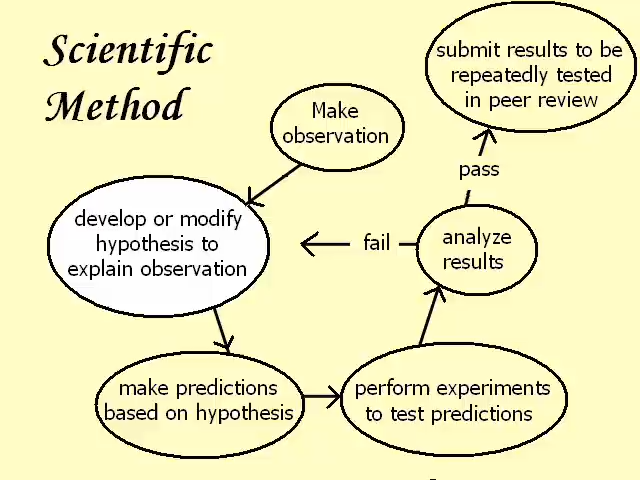 Scientific
Method
Make
observation
develop or modify
hypothesis to
explain observation
make predictions
based on hypothesis
perform experiments
to test predictions
analyze
results
fail
pass
submit results to be
repeatedly tested
in peer review